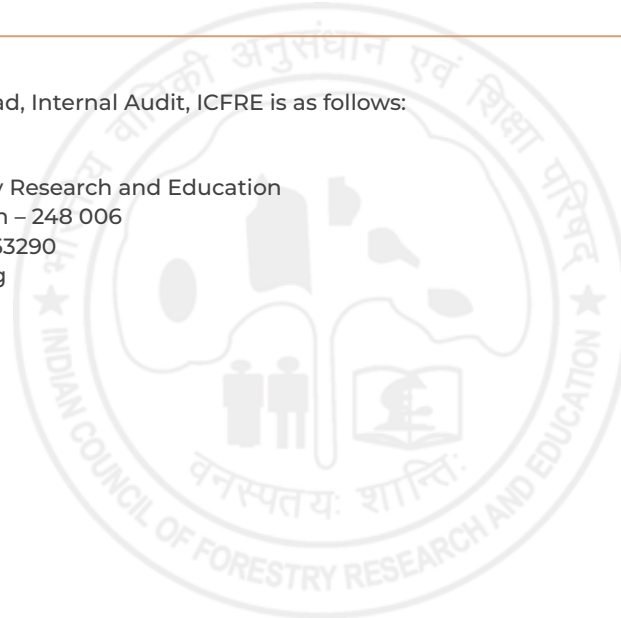 ad, Internal Audit, ICFRE is as follows:
y Research and Education
n – 248 006
53290
g
भारतीय वानिकी अनुसंधान एवं शिक्षा परिषद
वनस्पतयः शान्तिः
INDIAN COUNCIL OF FORESTRY RESEARCH AND EDUCATION